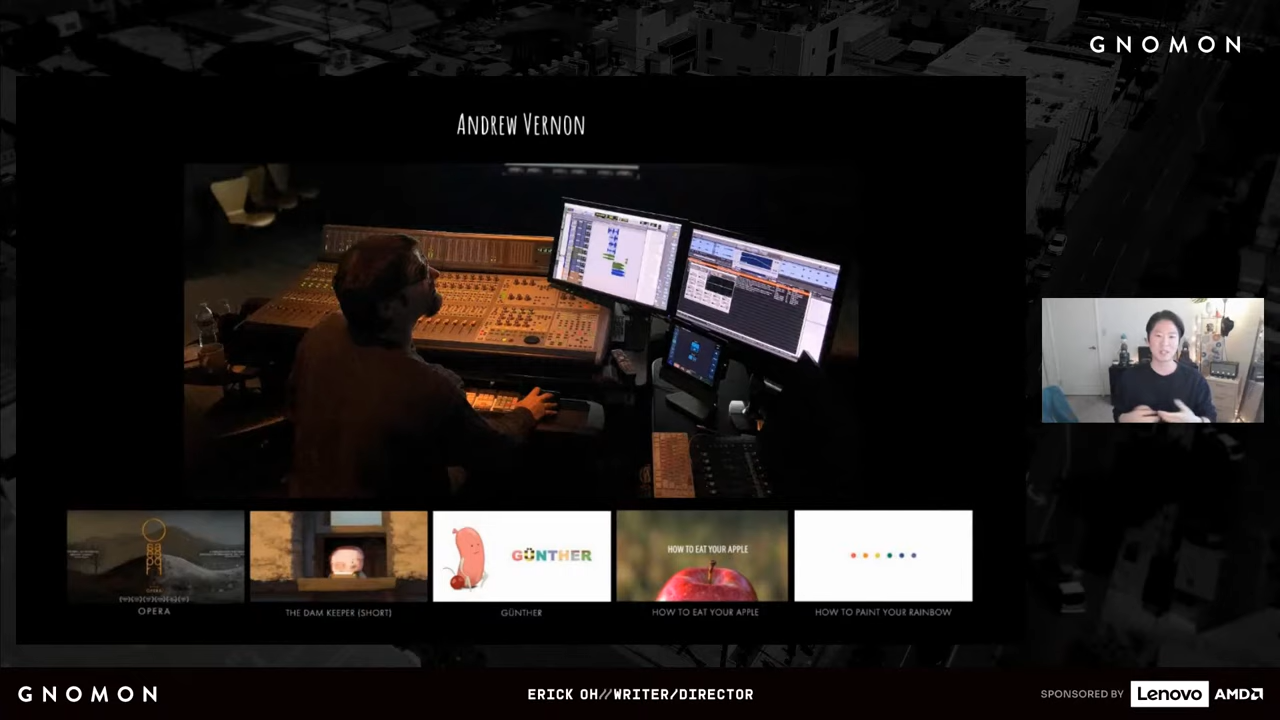 GNOMON
ANDREW VERNON
OPERA
OPERA
THE DAM KEEPER (SHORT)
GÜNTHER
GÜNTHER
HOW TO EAT YOUR APPLE
HOW TO EAT YOUR APPLE
HOW TO PAINT YOUR RAINBOW
GNOMON
ERICK OH//WRITER/DIRECTOR
SPONSORED BY Lenovo AMD